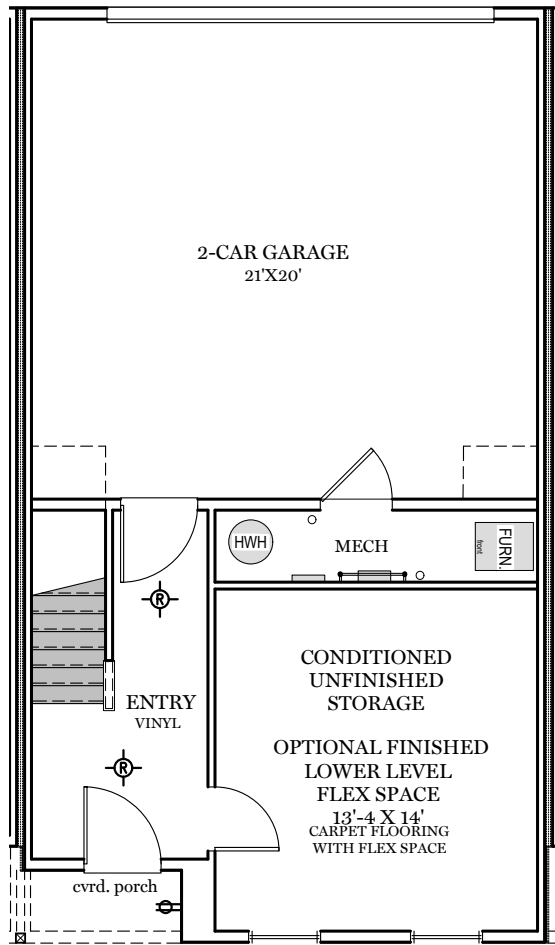 2-CAR GARAGE
21'X20'
HWH
MECH
FURN.
front
R
CONDITIONED
UNFINISHED
STORAGE
ENTRY
VINYL
OPTIONAL FINISHED
LOWER LEVEL
FLEX SPACE
13'-4 X 14'
CARPET FLOORING
WITH FLEX SPACE
R
cvrd. porch